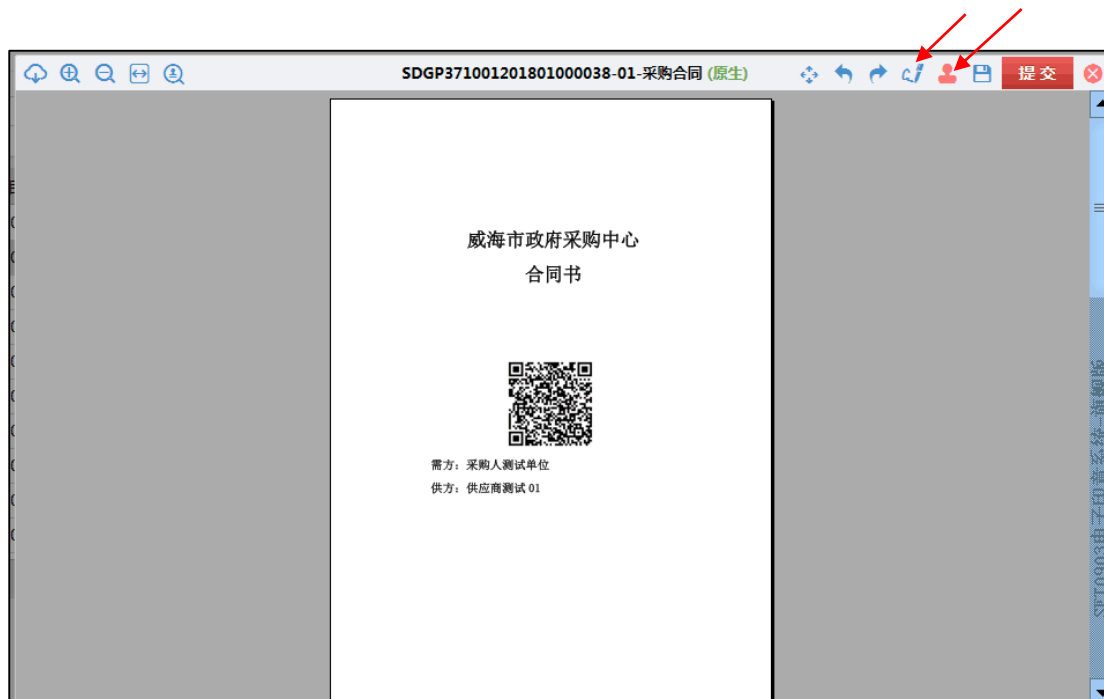 SDGP371001201801000038-01-采购合同 (原生)
提交
威海市政府采购中心
合同书
需方：采购人测试单位
供方：供应商测试 01